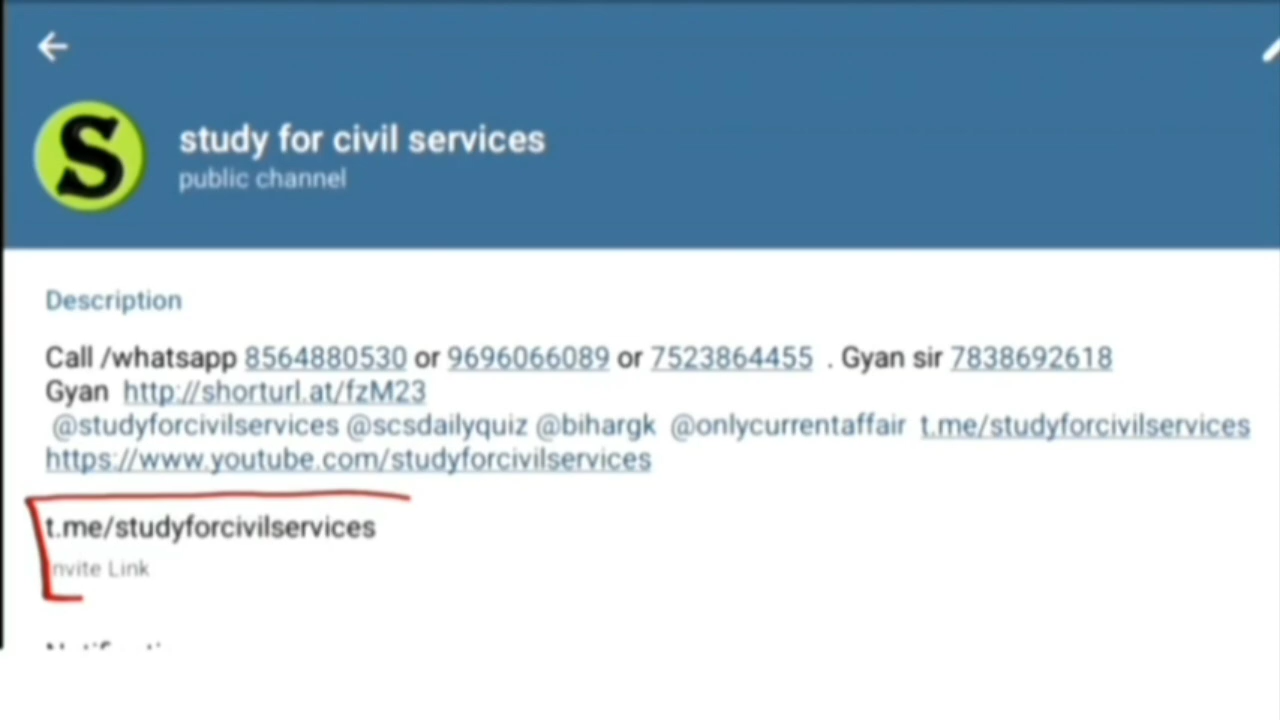 S
study for civil services
public channel
Description
Call /whatsapp 8564880530 or 9696066089 or 7523864455 . Gyan sir 7838692618
Gyan http://shorturl.at/fzM23
@studyforcivilservices @scsdailyquiz @bihargk @onlycurrentaffair t.me/studyforcivilservices
https://www.youtube.com/studyforcivilservices
t.me/studyforcivilservices
Invite Link